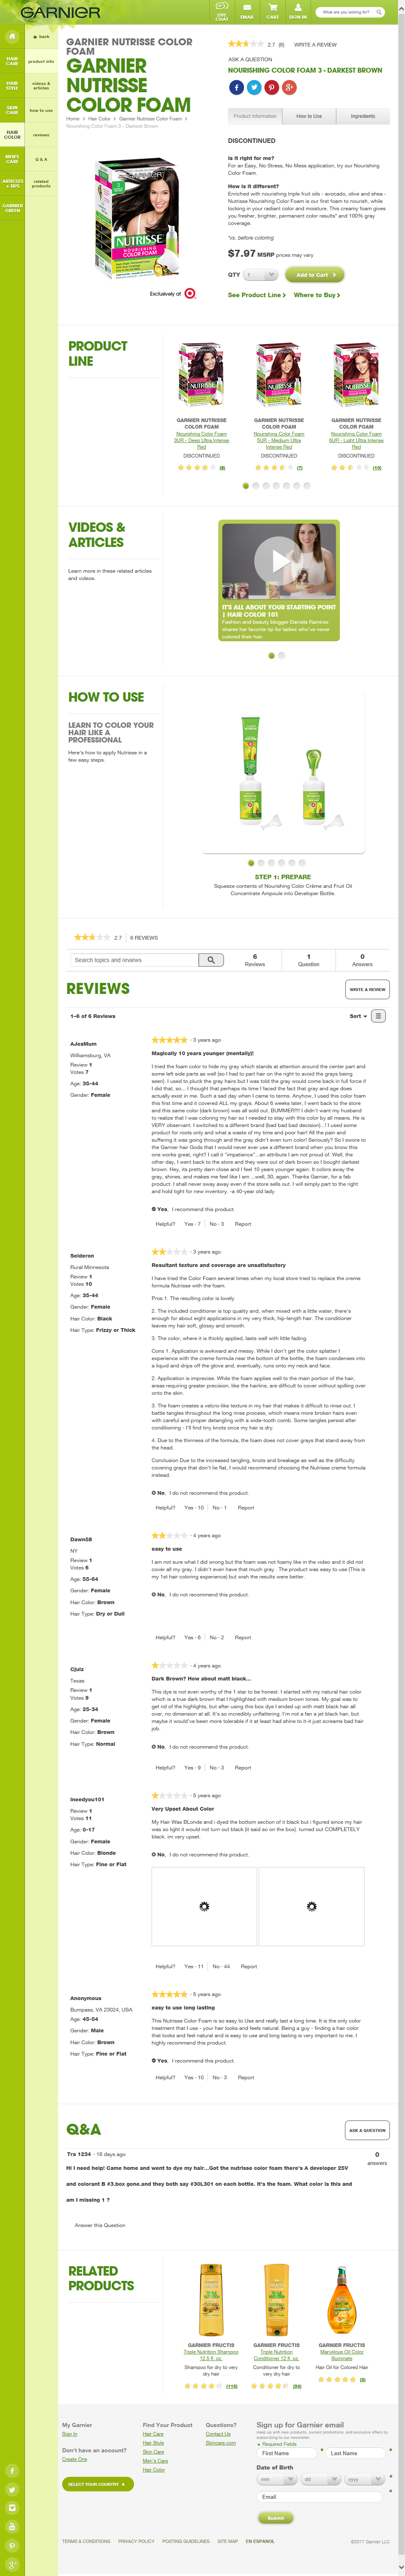 GARNIER
LIVE CHAT
EMAIL
CART
SIGN IN
What are you looking for?
HAIR CARE
HAIR STYLE
SKIN CARE
HAIR COLOR
MEN'S CARE
ARTICLES + TIPS
GARNIER GREEN
back
product info
videos & articles
how to use
reviews
Q & A
related products
GARNIER NUTRISSE COLOR FOAM
GARNIER
NUTRISSE
COLOR FOAM
Home > Hair Color > Garnier Nutrisse Color Foam >
Nourishing Color Foam 3 - Darkest Brown
Exclusively at
2.7 (6) WRITE A REVIEW
ASK A QUESTION
NOURISHING COLOR FOAM 3 - DARKEST BROWN
Product Information
How to Use
Ingredients
DISCONTINUED
Is it right for me?
For an Easy, No Stress, No Mess application, try our Nourishing
Color Foam.
How is it different?
Enriched with nourishing triple fruit oils - avocado, olive and shea -
Nutrisse Nourishing Color Foam is our first foam to nourish, while
locking in your radiant color and moisture. This creamy foam gives
you fresher, brighter, permanent color results* and 100% gray
coverage.
*vs. before coloring
$7.97 MSRP prices may vary
QTY 1 Add to Cart >
See Product Line > Where to Buy >
PRODUCT
LINE
GARNIER NUTRISSE
COLOR FOAM
Nourishing Color Foam
3UR - Deep Ultra Intense
Red
DISCONTINUED
(8)
GARNIER NUTRISSE
COLOR FOAM
Nourishing Color Foam
5UR - Medium Ultra
Intense Red
DISCONTINUED
(7)
GARNIER NUTRISSE
COLOR FOAM
Nourishing Color Foam
6UR - Light Ultra Intense
Red
DISCONTINUED
(15)
VIDEOS &
ARTICLES
Learn more in these related articles
and videos.
IT'S ALL ABOUT YOUR STARTING POINT
| HAIR COLOR 101
Fashion and beauty blogger Daniela Ramirez
shares her favorite tip for ladies who've never
colored their hair.
HOW TO USE
LEARN TO COLOR YOUR
HAIR LIKE A
PROFESSIONAL
Here's how to apply Nutrisse in a
few easy steps.
STEP 1: PREPARE
Squeeze contents of Nourishing Color Crème and Fruit Oil
Concentrate Ampoule into Developer Bottle.
2.7 | 6 REVIEWS
Search topics and reviews
6
Reviews
1
Question
0
Answers
REVIEWS
WRITE A REVIEW
1–6 of 6 Reviews
Sort
AJesMum
Williamsburg, VA
Review 1
Votes 7
Age: 35-44
Gender: Female
- 3 years ago
Magically 10 years younger (mentally)!
I tried the foam color to hide my gray which stands at attention around the center part and
some left side parts as well (so I had to part my hair on the right to avoid the grays being
seen). I used to pluck the gray hairs but I was told the gray would come back in full force if
I did that, so.. I thought perhaps I'd hide the fact that my age and gray age does
actually exist in me. Such a sad day when I came to terms. Anyhow, I used this color foam
this first time and it covered ALL my grays. About 6 weeks later, I went back to the store
and this same color (dark brown) was all sold out. BUMMER!!!! I didn't want my husband
to realize that I was coloring my hair so I needed to stay with this color by all means. He is
VERY observant. I switched to a different brand (bad bad bad decision) , I used
product for roots only and what a waste of my time and poor hair! All the pain and
suffering it was going through and the gray didn't even turn color! Seriously? So I swore to
the Garnier hair Gods that I would never ever use a different brand when you know the
one works great, right? I call it "impatience"...an attribute I am not proud of. Well, the
other day, I went back to the store and they were out of dark brown so I bought darkest
brown. Hey, its pretty darn close and I feel 10 years younger again. It colors away the
gray, shines, and makes me feel like I am ...well, 30, again. Thanks Garnier, for a fab
product. I shall never sway away even if the store sells out. I will simply part to the right
and hold tight for new inventory. -a 40-year old lady
Yes, I recommend this product.
Helpful? Yes · 7 No · 3 Report
Selderon
Rural Minnesota
Review 1
Votes 10
Age: 35-44
Gender: Female
Hair Color: Black
Hair Type: Frizzy or Thick
- 3 years ago
Resultant texture and coverage are unsatisfactory
I have tried the Color Foam several times when my local store tried to replace the creme
formula Nutrisse with the foam.
Pros 1. The resulting color is lovely
2. The included conditioner is top quality and, when mixed with a little water, there's
enough for about eight applications in my very thick, hip-length hair. The conditioner
leaves my hair soft, glossy and smooth.
3. The color, where it is thickly applied, lasts well with little fading.
Cons 1. Application is awkward and messy. While I don't get the color splatter I
experience with the creme formula near the bottom of the bottle, the foam condenses into
a liquid and drips off the glove and, eventually, runs onto my neck and face.
2. Application is imprecise. While the foam applies well to the main portion of my hair,
areas requiring greater precision, like the hairline, are difficult to cover without spilling over
onto the skin.
3. The foam creates a velcro-like texture in my hair that makes it difficult to rinse out. I
battle tangles throughout the rinse process, which means more broken hairs even
with careful and proper detangling with a wide-tooth comb. Some tangles persist after
conditioning - I'll find tiny knots since my hair is dry.
4. Due to the thinness of the formula, the foam does not cover grays that stand away from
the head.
Conclusion Due to the increased tangling, knots and breakage as well as the difficulty
covering grays that don't lie flat, I would recommend choosing the Nutrisse creme formula
instead.
No, I do not recommend this product.
Helpful? Yes · 10 No · 1 Report
Dawn58
NY
Review 1
Votes 6
Age: 55-64
Gender: Female
Hair Color: Brown
Hair Type: Dry or Dull
- 4 years ago
easy to use
I am not sure what I did wrong but the foam was not foamy like in the video and it did not
cover all my gray. I didn't even have that much gray . The product was easy to use (This is
my 1st hair coloring experience) but I wish the results were better.
No, I do not recommend this product.
Helpful? Yes · 6 No · 2 Report
Cjulz
Texas
Review 1
Votes 9
Age: 25-34
Gender: Female
Hair Color: Brown
Hair Type: Normal
- 4 years ago
Dark Brown? How about matt black...
This dye is not even worthy of the 1 star to be honest. I started with my natural hair color
which is a true dark brown that I got highlighted with medium brown streaks. My goal was to
get rid of the highlights, but after using this box dye I ended up with matt black hair all
over, no dimension at all. It's so incredibly unflattering. I'm not a fan a jet black hair, but
maybe it would've been more tolerable if it at least had shine to it-it just screams bad hair
job.
No, I do not recommend this product.
Helpful? Yes · 9 No · 3 Report
ineedyou101
Review 1
Votes 11
Age: 0-17
Gender: Female
Hair Color: Blonde
Hair Type: Fine or Flat
- 5 years ago
Very Upset About Color
My Hair Was BLonde and i dyed the bottom section of it black but i figured since my hair
was so light it would not turn out black (it said so on the box). turned out COMPLETELY
black. im very upset.
No, I do not recommend this product.
Helpful? Yes · 11 No · 44 Report
Anonymous
Bumpass, VA 23024, USA
Age: 45-54
Gender: Male
Hair Color: Brown
Hair Type: Fine or Flat
- 5 years ago
easy to use long lasting
This Nutrisse Color Foam is so easy to Use and really last a long time. It is the only color
treatment that I use - your hair looks and feels natural. Being a guy - finding a hair color
that looks and feel natural and is easy to use and long lasting is very important to me. I
highly recommend this product.
Yes, I recommend this product.
Helpful? Yes · 10 No · 3 Report
Q&A
ASK A QUESTION
Tra 1234 · 18 days ago
0
answers
Hi I need help! Came home and went to dye my hair...Got the nutrisse color foam there's A developer 25V
and colorant B #3.box gone.and they both say #30L301 on each bottle. It's the foam. What color is this and
am I missing 1 ?
Answer this Question
RELATED
PRODUCTS
GARNIER FRUCTIS
Triple Nutrition Shampoo
12.5 fl. oz.
Shampoo for dry to very
dry hair
(115)
GARNIER FRUCTIS
Triple Nutrition
Conditioner 12 fl. oz.
Conditioner for dry to
very dry hair
(84)
GARNIER FRUCTIS
Marvelous Oil Color
Illuminate
Hair Oil for Colored Hair
(3)
My Garnier
Sign In
Don't have an account?
Create One
SELECT YOUR COUNTRY
Find Your Product
Hair Care
Hair Style
Skin Care
Men's Care
Hair Color
Questions?
Contact Us
Skincare.com
Sign up for Garnier email
Keep up with new products, current promotions, and exclusive offers by
subscribing to our newsletter.
Required Fields
First Name
Last Name
Date of Birth
mm
dd
yyyy
Email
Submit
TERMS & CONDITIONS PRIVACY POLICY POSTING GUIDELINES SITE MAP EN ESPANOL
©2017 Garnier LLC.